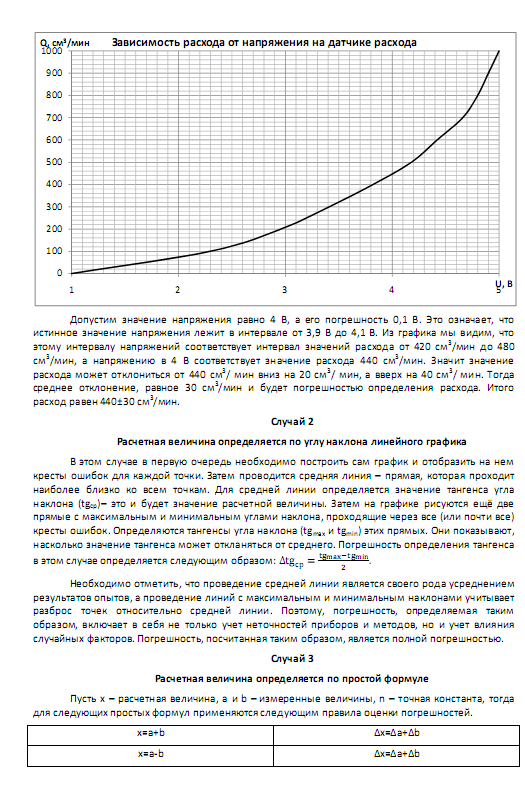 Q, см³/мин Зависимость расхода от напряжения на датчике расхода
1000
900
800
700
600
500
400
300
200
100
0
1 2 3 4 5
U, В
Допустим значение напряжения равно 4 В, а его погрешность 0,1 В. Это означает, что
истинное значение напряжения лежит в интервале от 3,9 В до 4,1 В. Из графика мы видим, что
этому интервалу напряжений соответствует интервал значений расхода от 420 см³/мин до 480
см³/мин, а напряжению в 4 В соответствует значение расхода 440 см³/мин. Значит значение
расхода может отклониться от 440 см³/ мин вниз на 20 см³/ мин, а вверх на 40 см³/ мин. Тогда
среднее отклонение, равное 30 см³/мин и будет погрешностью определения расхода. Итого
расход равен 440±30 см³/мин.
Случай 2
Расчетная величина определяется по углу наклона линейного графика
В этом случае в первую очередь необходимо построить сам график и отобразить на нем
кресты ошибок для каждой точки. Затем проводится средняя линия – прямая, которая проходит
наиболее близко ко всем точкам. Для средней линии определяется значение тангенса угла
наклона (tgср)– это и будет значение расчетной величины. Затем на графике рисуются ещё две
прямые с максимальным и минимальным углами наклона, проходящие через все (или почти все)
кресты ошибок. Определяются тангенсы угла наклона (tgmax и tgmin) этих прямых. Они показывают,
насколько значение тангенса может откланяться от среднего. Погрешность определения тангенса
в этом случае определяется следующим образом: Δtgср = (tgmax−tgmin)/2.
Необходимо отметить, что проведение средней линии является своего рода усреднением
результатов опытов, а проведение линий с максимальным и минимальным наклонами учитывает
разброс точек относительно средней линии. Поэтому, погрешность, определяемая таким
образом, включает в себя не только учет неточностей приборов и методов, но и учет влияния
случайных факторов. Погрешность, посчитанная таким образом, является полной погрешностью.
Случай 3
Расчетная величина определяется по простой формуле
Пусть x – расчетная величина, a и b – измеренные величины, n – точная константа, тогда
для следующих простых формул применяются следующим правила оценки погрешностей.
x=a+b Δx=Δa+Δb
x=a-b Δx=Δa+Δb